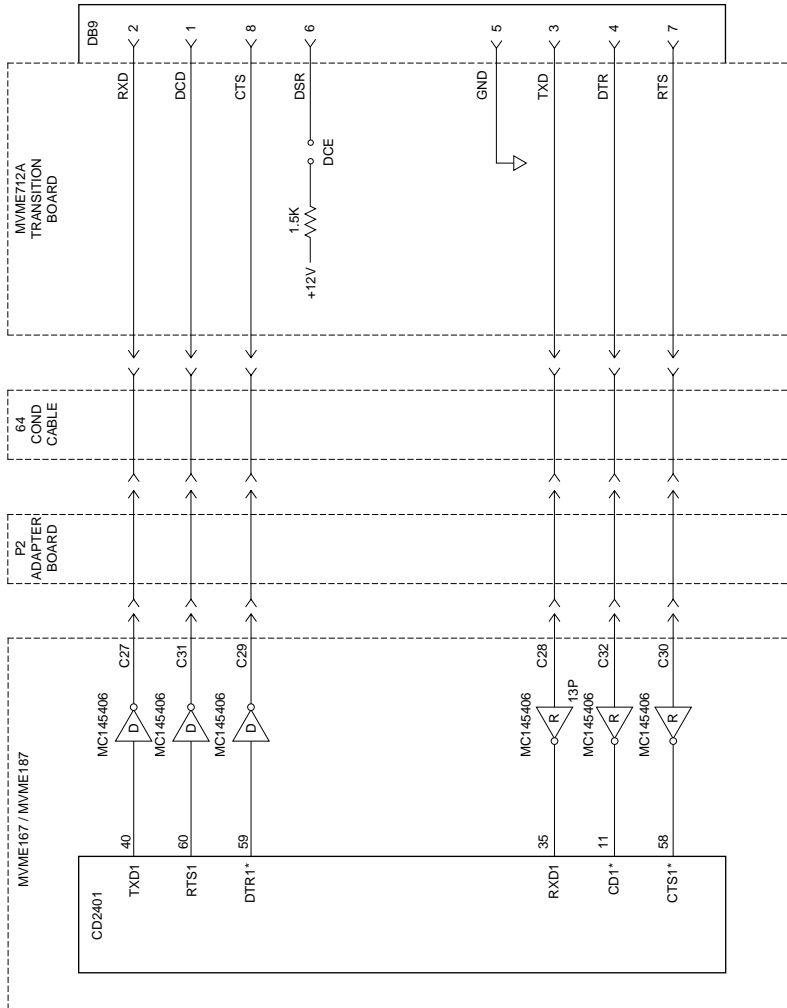 MVME167 / MVME187
P2
ADAPTER
BOARD
64
COND
CABLE
MVME712A
TRANSITION
BOARD
CD2401
DB9
TXD1
40
MC145406
D
C27
RXD
2
RTS1
60
MC145406
D
C31
DCD
1
DTR1*
59
MC145406
D
C29
CTS
8
+12V
1.5K
DCE
DSR
6
GND
5
RXD1
35
MC145406
R
13P
C28
TXD
3
CD1*
11
MC145406
R
C32
DTR
4
CTS1*
58
MC145406
R
C30
RTS
7